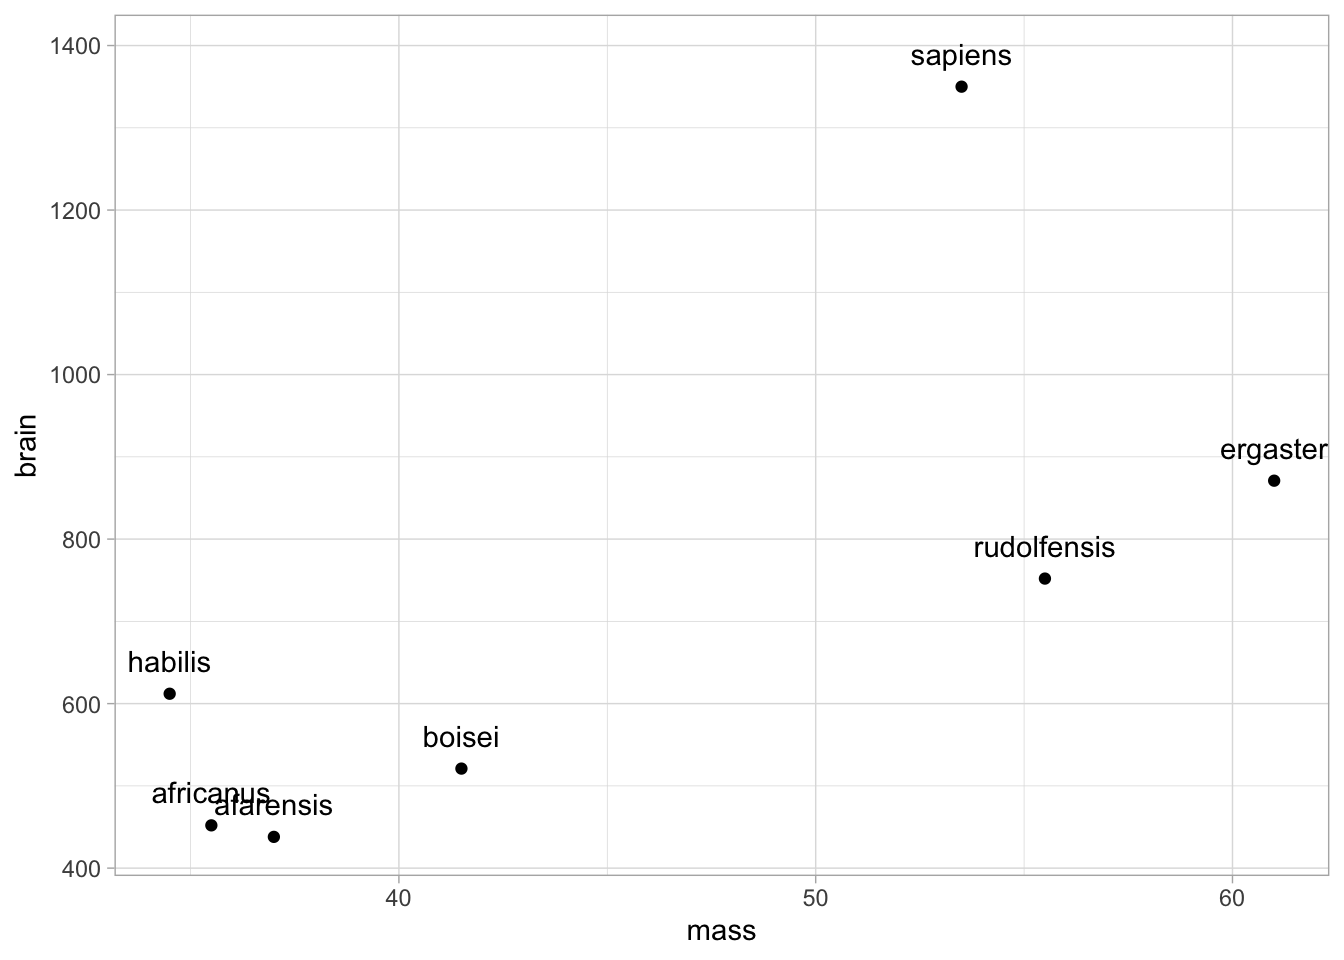 1400
1200
1000
800
600
400
brain
sapiens
ergaster
rudolfensis
habilis
boisei
africanus
afarensis
40
50
60
mass